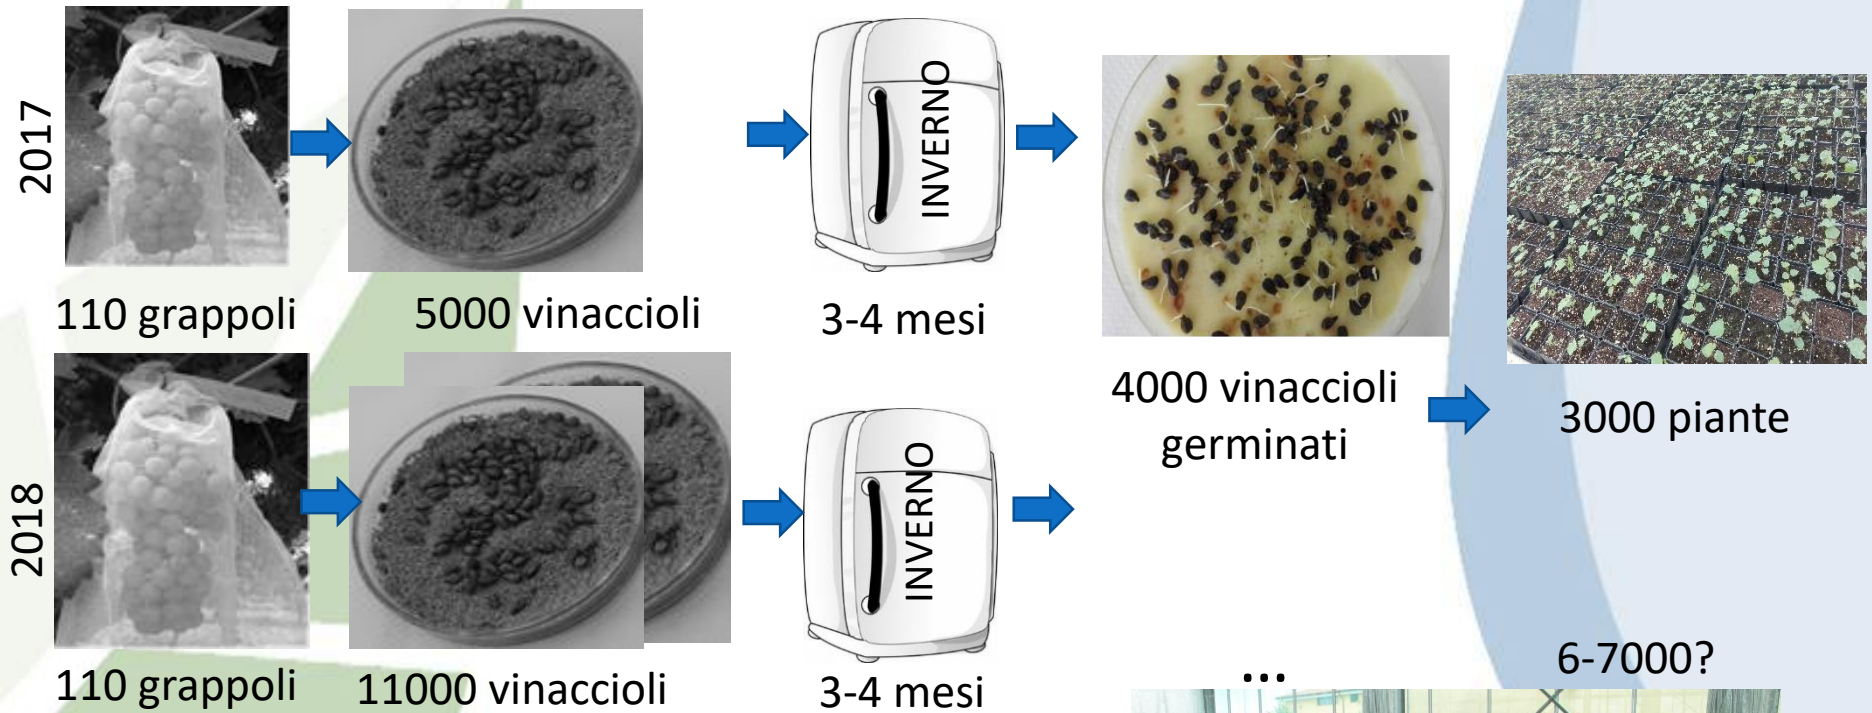 2017
110 grappoli
5000 vinaccioli
INVERNO
3-4 mesi
4000 vinaccioli
germinati
3000 piante
2018
110 grappoli
11000 vinaccioli
INVERNO
3-4 mesi
...
6-7000?